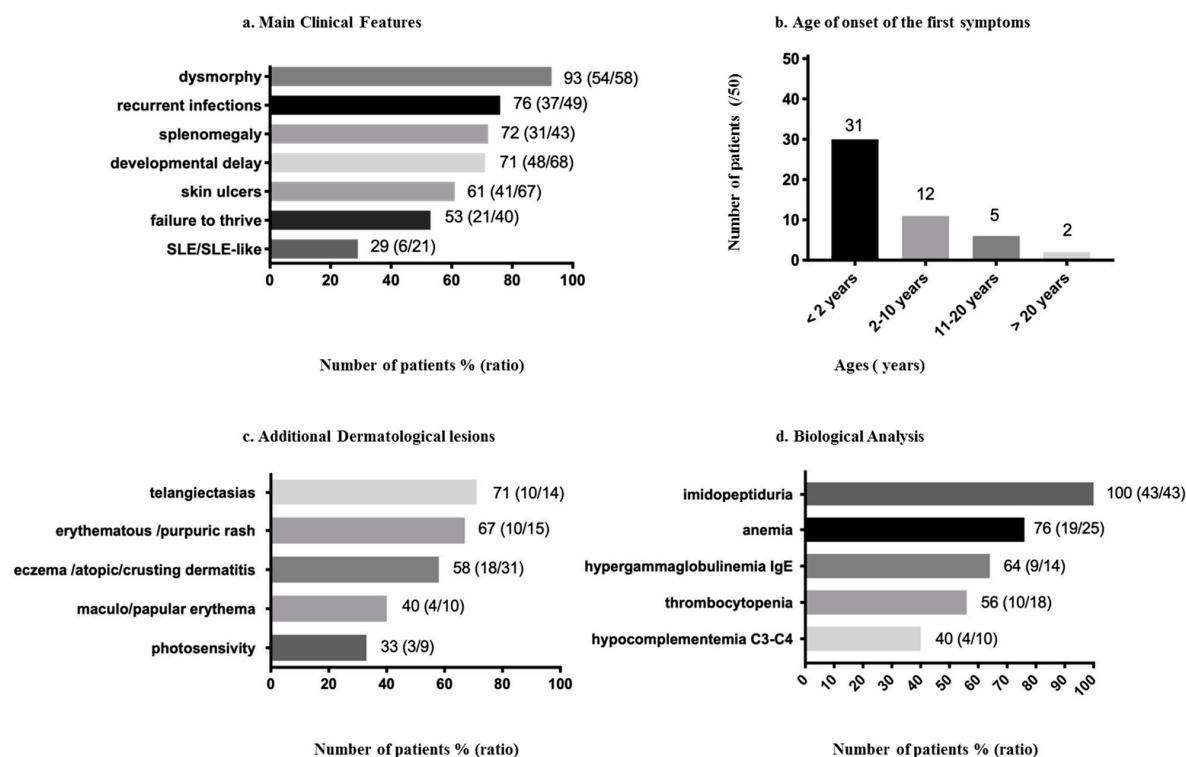 a. Main Clinical Features
dysmorphy 93 (54/58)
recurrent infections 76 (37/49)
splenomegaly 72 (31/43)
developmental delay 71 (48/68)
skin ulcers 61 (41/67)
failure to thrive 53 (21/40)
SLE/SLE-like 29 (6/21)
0 20 40 60 80 100
Number of patients % (ratio)
b. Age of onset of the first symptoms
Number of patients (/50)
50
40
30
20
10
0
31
12
5
2
< 2 years
2-10 years
11-20 years
> 20 years
Ages ( years)
c. Additional Dermatological lesions
telangiectasias 71 (10/14)
erythematous /purpuric rash 67 (10/15)
eczema /atopic/crusting dermatitis 58 (18/31)
maculo/papular erythema 40 (4/10)
photosensivity 33 (3/9)
0 20 40 60 80 100
Number of patients % (ratio)
d. Biological Analysis
imidopeptiduria 100 (43/43)
anemia 76 (19/25)
hypergammaglobulinemia IgE 64 (9/14)
thrombocytopenia 56 (10/18)
hypocomplementemia C3-C4 40 (4/10)
0 10 20 30 40 50 60 70 80 90 100
Number of patients % (ratio)